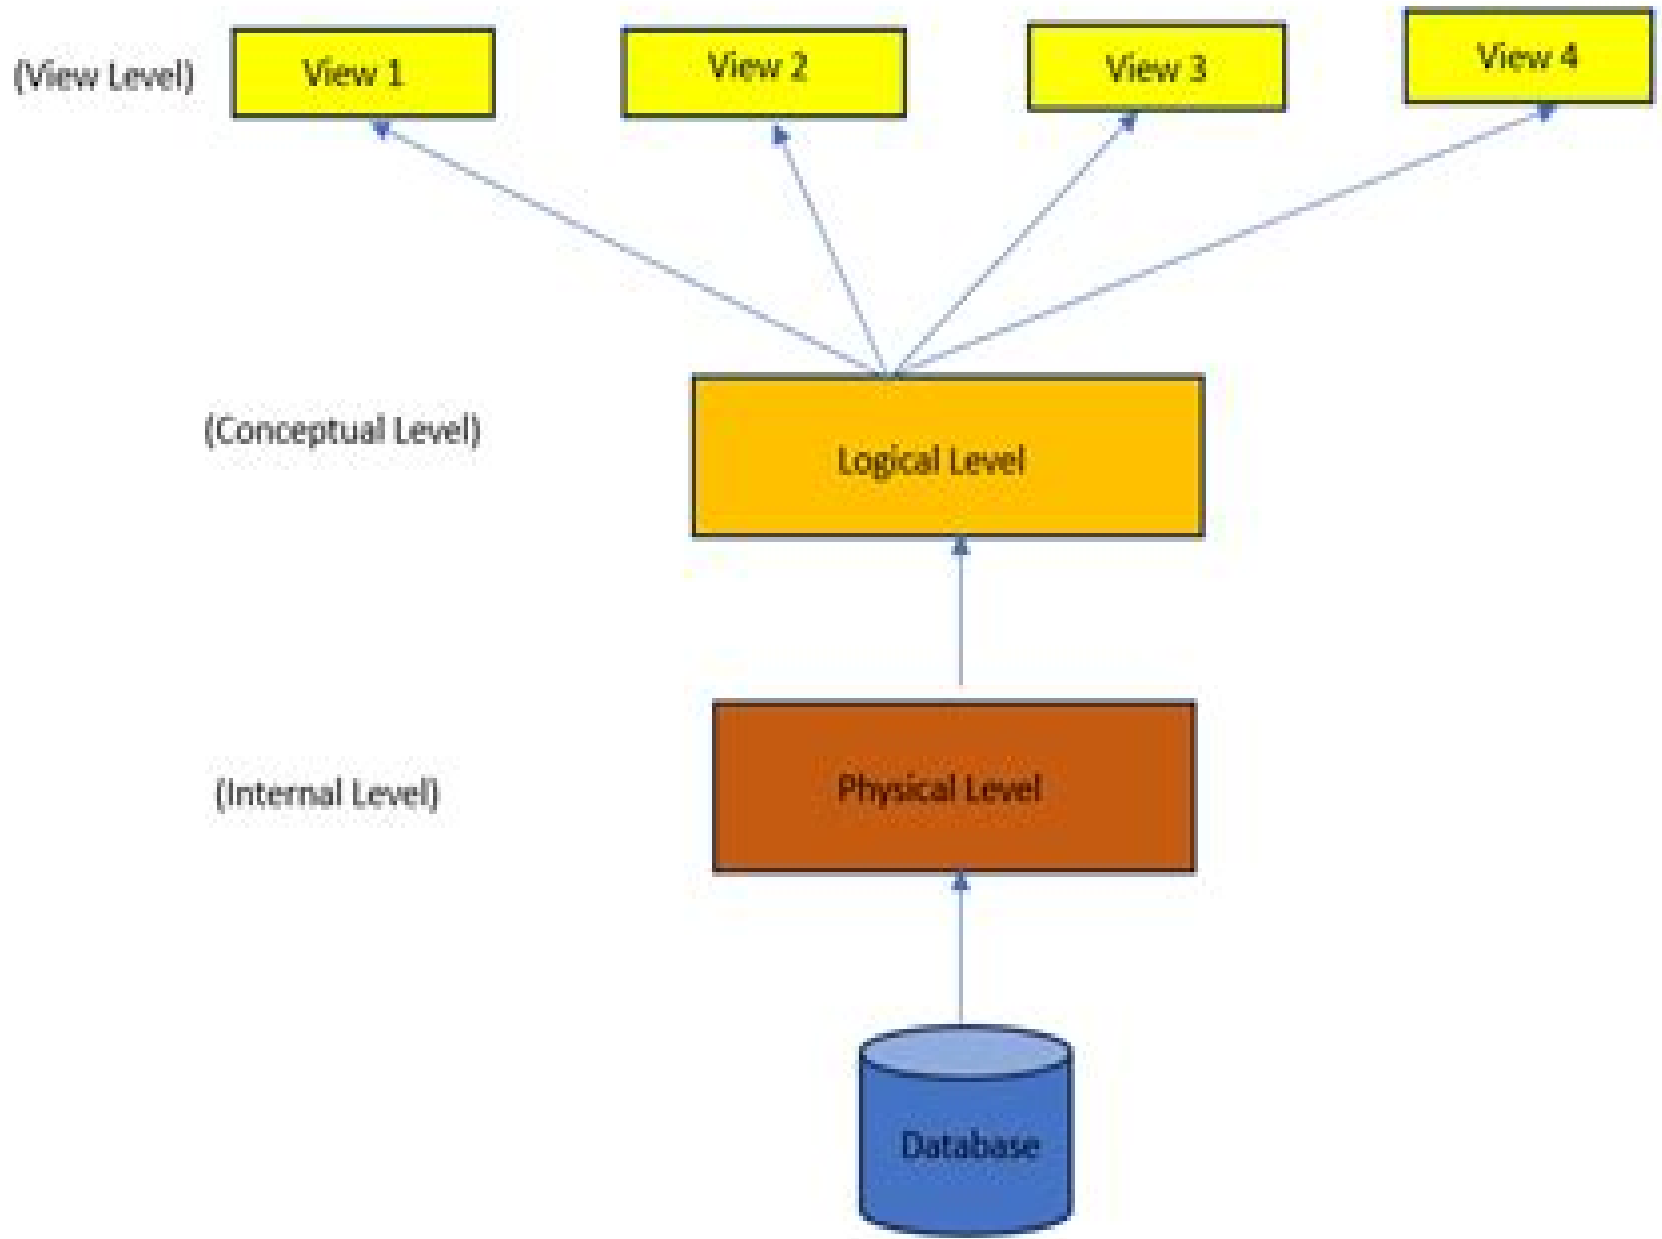 (View Level)
View 1
View 2
View 3
View 4
(Conceptual Level)
Logical Level
(Internal Level)
Physical Level
Database